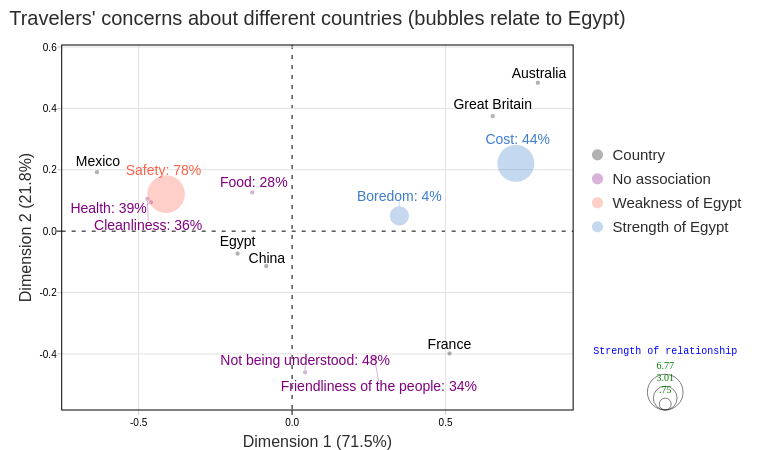 Travelers' concerns about different countries (bubbles relate to Egypt)
0.6
Australia
Great Britain
0.4
Cost: 44%
Mexico
Safety: 78%
0.2
Food: 28%
Boredom: 4%
Health: 39%
Cleanliness: 36%
0.0
Egypt
China
-0.2
France
-0.4
Not being understood: 48%
Friendliness of the people: 34%
-0.5
0.0
0.5
Dimension 1 (71.5%)
Dimension 2 (21.8%)
Country
No association
Weakness of Egypt
Strength of Egypt
Strength of relationship
6.77
3.01
.75